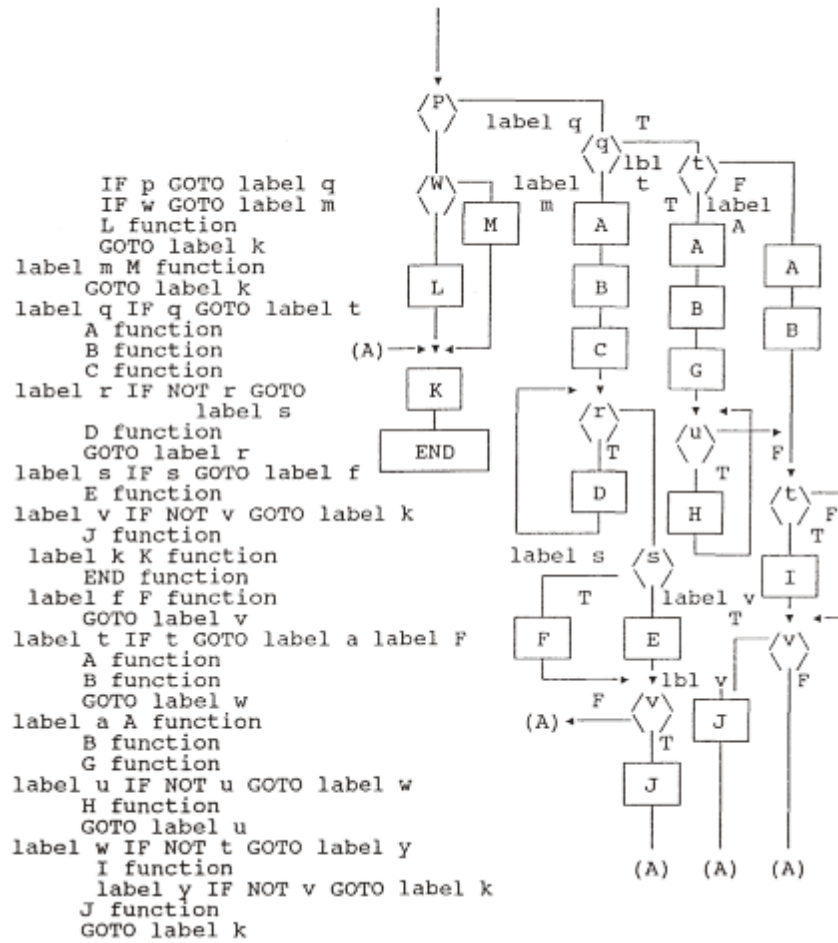 IF p GOTO label q
IF w GOTO label m
L function
GOTO label k
label m M function
GOTO label k
label q IF q GOTO label t
A function
B function
C function
label r IF NOT r GOTO
label s
D function
GOTO label r
label s IF s GOTO label f
E function
label v IF NOT v GOTO label k
J function
label k K function
END function
label f F function
GOTO label v
label t IF t GOTO label a label F
A function
B function
GOTO label w
label a A function
B function
G function
label u IF NOT u GOTO label w
H function
GOTO label u
label w IF NOT t GOTO label y
I function
label y IF NOT v GOTO label k
J function
GOTO label k
P
label q
q
T
lbl
t
t
F
W
label
m
T
label
A
M
A
A
A
L
B
B
B
(A)
C
G
K
r
u
F
END
T
T
D
H
t
F
T
label s
s
I
T
label v
T
F
E
v
F
lbl v
F
v
J
(A)
T
J
(A)
(A)
(A)